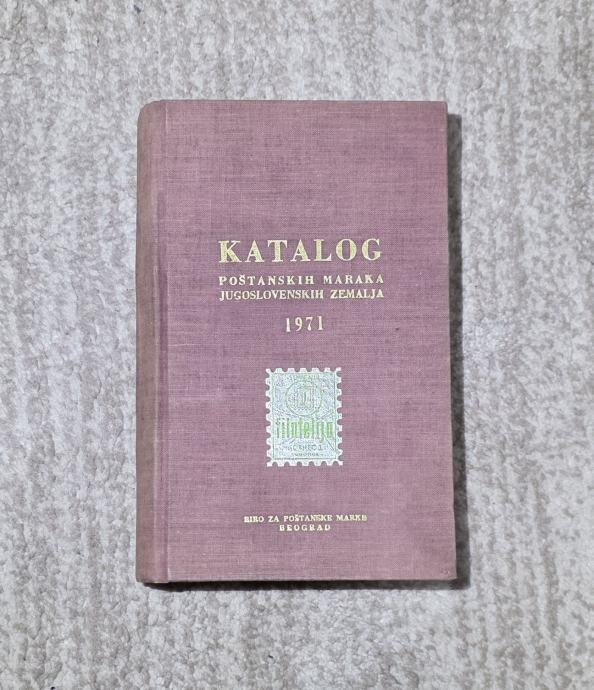 KATALOG
POŠTANSKIH MARAKA
JUGOSLOVENSKIH ZEMALJA
1971
filatelija
BIRO ZA POŠTANSKE MARKE
BEOGRAD